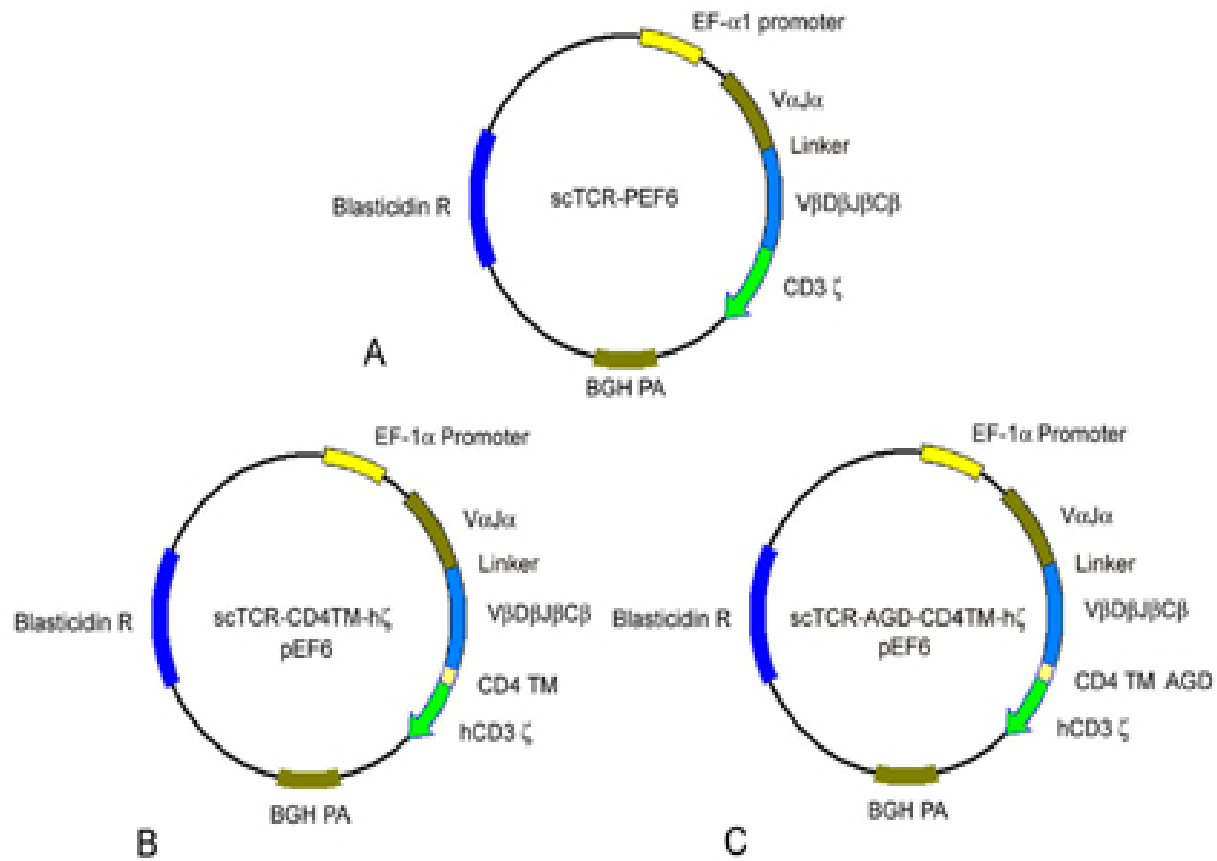 EF-α1 promoter
VαJα
Linker
Blasticidin R
scTCR-PEF6
VβDβJβCβ
CD3 ζ
A
BGH PA
EF-1α Promoter
VαJα
Linker
Blasticidin R
scTCR-CD4TM-hζ
pEF6
VβDβJβCβ
CD4 TM
hCD3 ζ
BGH PA
B
EF-1α Promoter
VαJα
Linker
Blasticidin R
scTCR-AGD-CD4TM-hζ
pEF6
VβDβJβCβ
CD4 TM AGD
hCD3 ζ
BGH PA
C